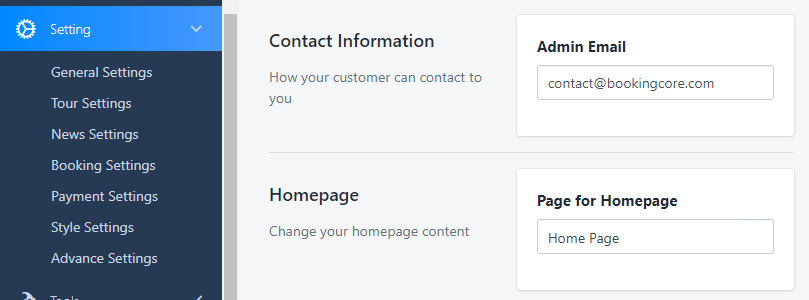 Setting
General Settings
Tour Settings
News Settings
Booking Settings
Payment Settings
Style Settings
Advance Settings
Contact Information
How your customer can contact to
you
Admin Email
contact@bookingcore.com
Homepage
Change your homepage content
Page for Homepage
Home Page